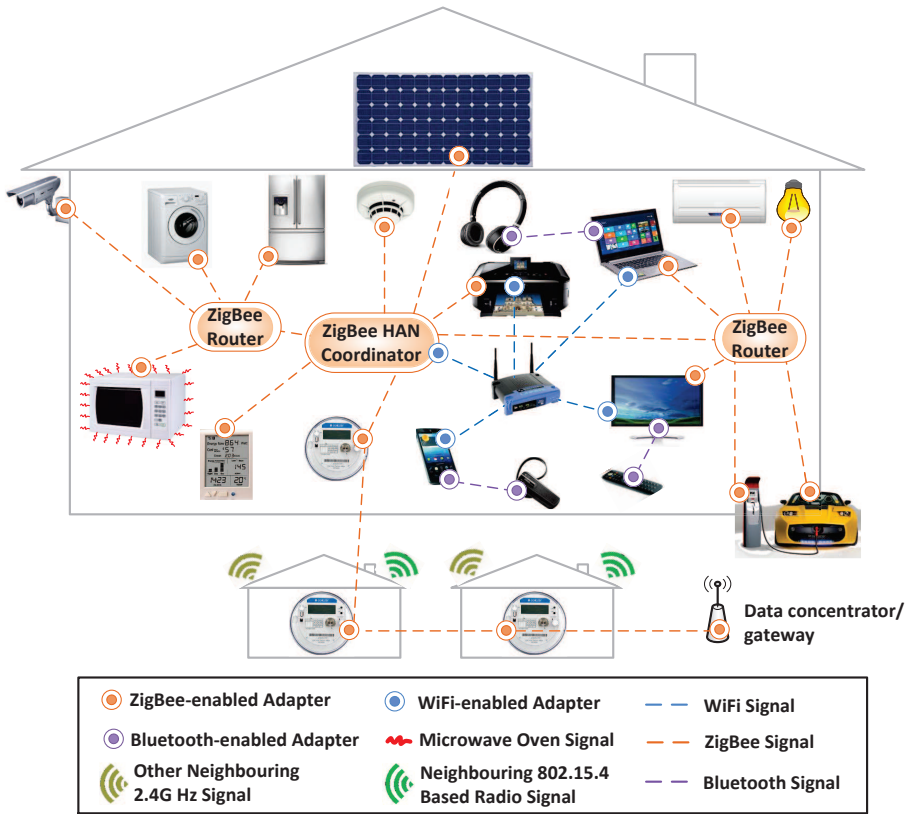 ZigBee
Router
ZigBee HAN
Coordinator
ZigBee
Router
Data concentrator/
gateway
ZigBee-enabled Adapter
WiFi-enabled Adapter
WiFi Signal
Bluetooth-enabled Adapter
Microwave Oven Signal
ZigBee Signal
Other Neighbouring
2.4G Hz Signal
Neighbouring 802.15.4
Based Radio Signal
Bluetooth Signal